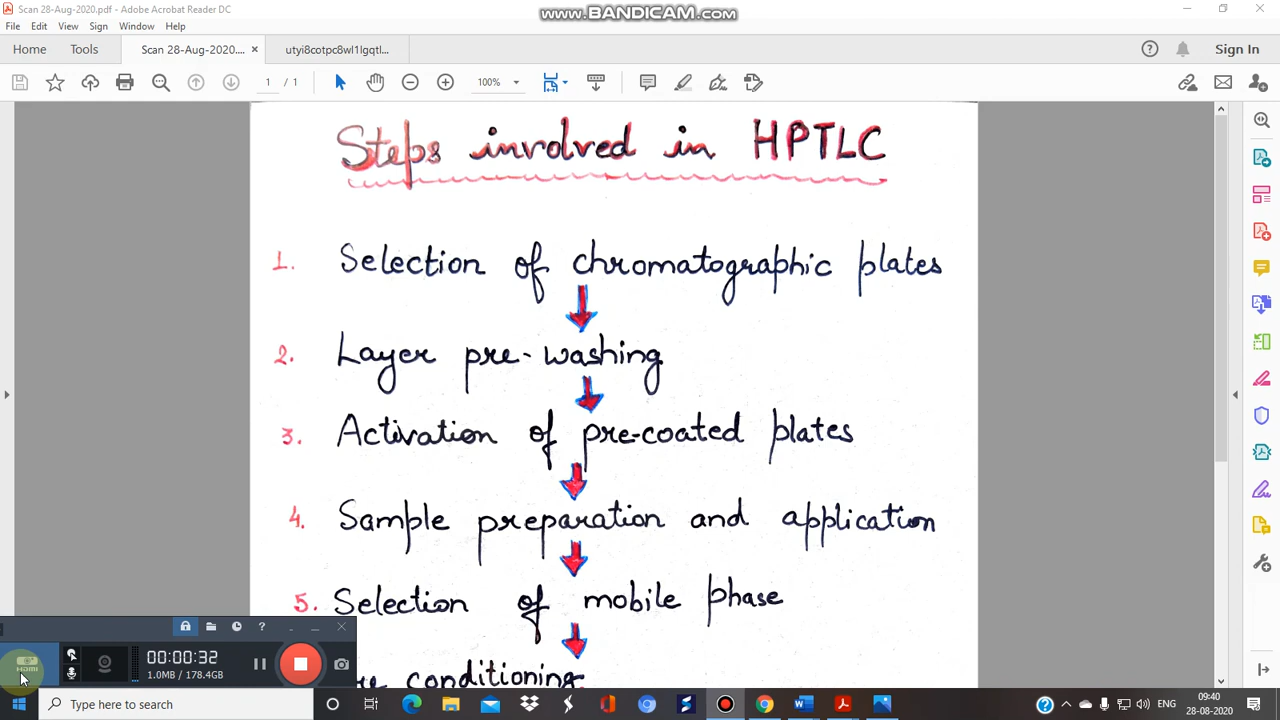 Scan 28-Aug-2020.pdf - Adobe Acrobat Reader DC
www.BANDICAM.com
File Edit View Sign Window Help
Home Tools Scan 28-Aug-2020.... × utyi8cotpc8wl1lgqtl... Sign In
1 / 1 100%
Steps involved in HPTLC
1. Selection of chromatographic plates
2. Layer pre-washing
3. Activation of pre-coated plates
4. Sample preparation and application
5. Selection of mobile phase
conditioning
HDMI
00:00:32
1.0MB / 178.4GB
Type here to search
ENG
09:40
28-08-2020